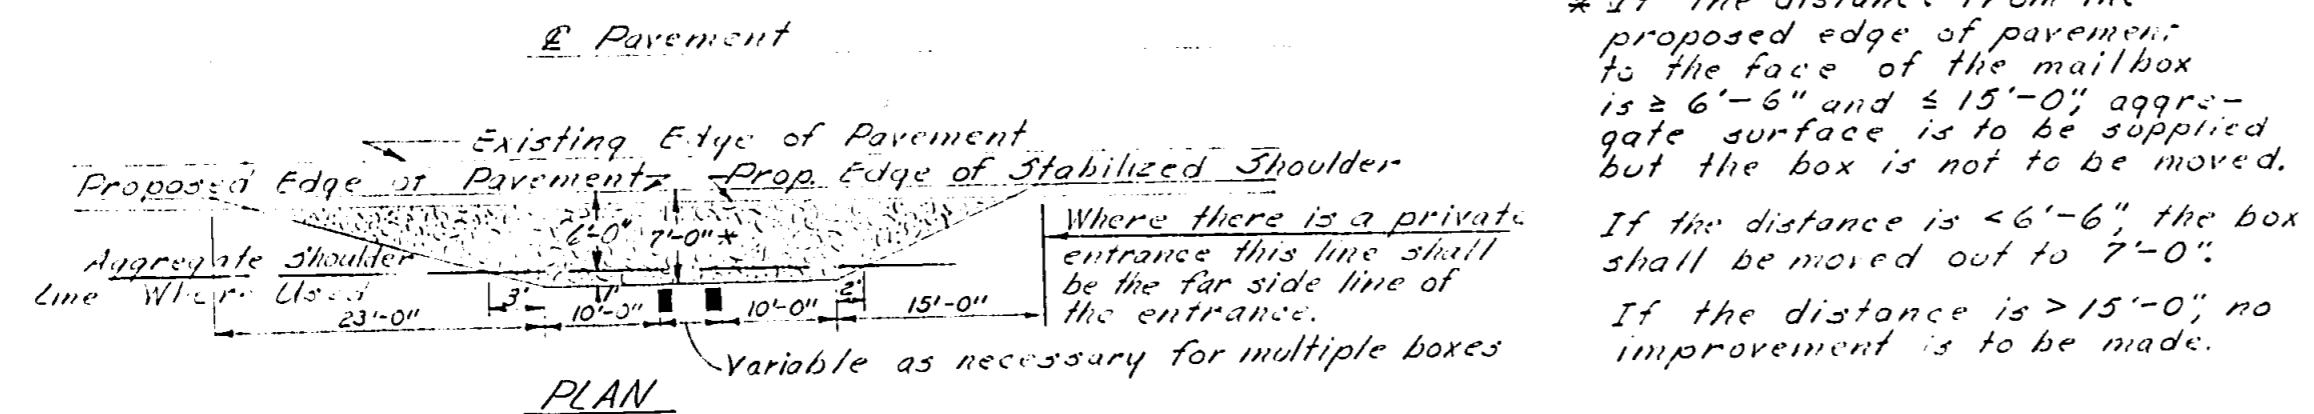 ℄ Pavement
Existing Edge of Pavement
Proposed Edge of Pavement
Prop. Edge of Stabilized Shoulder
6'-0"
7'-0" *
Aggregate Shoulder
Line Where Used
3'
1'
2'
23'-0"
10'-0"
10'-0"
15'-0"
Where there is a private
entrance this line shall
be the far side line of
the entrance.
Variable as necessary for multiple boxes
PLAN
* If the distance from the
proposed edge of pavement
to the face of the mailbox
is ≥ 6'-6" and ≤ 15'-0", aggre-
gate surface is to be supplied
but the box is not to be moved.
If the distance is < 6'-6", the box
shall be moved out to 7'-0".
If the distance is > 15'-0", no
improvement is to be made.